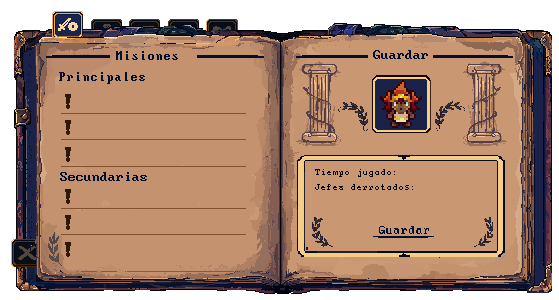 Misiones
Principales
!
!
!
Secundarias
!
!
!
Guardar
Tiempo jugado:
Jefes derrotados:
Guardar